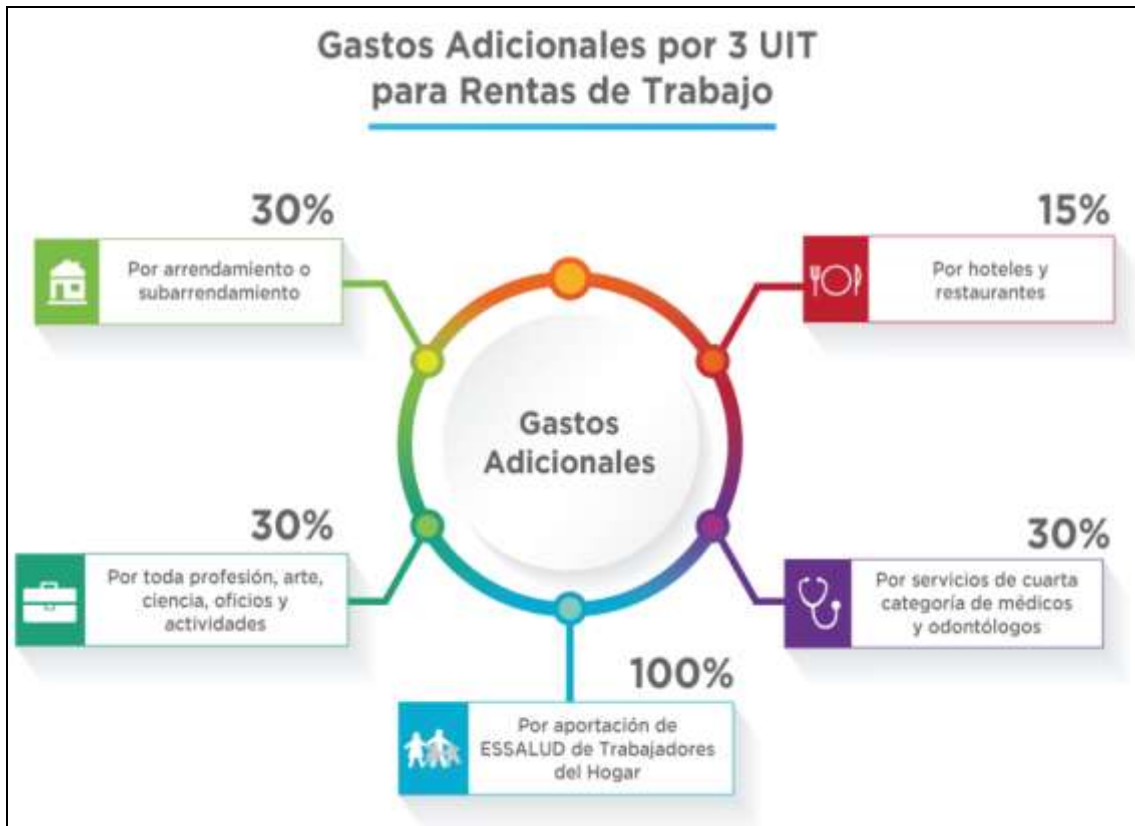 Gastos Adicionales por 3 UIT
para Rentas de Trabajo
30%
Por arrendamiento o
subarrendamiento
15%
Por hoteles y
restaurantes
Gastos
Adicionales
30%
Por toda profesión, arte,
ciencia, oficios y
actividades
30%
Por servicios de cuarta
categoría de médicos
y odontólogos
100%
Por aportación de
ESSALUD de Trabajadores
del Hogar